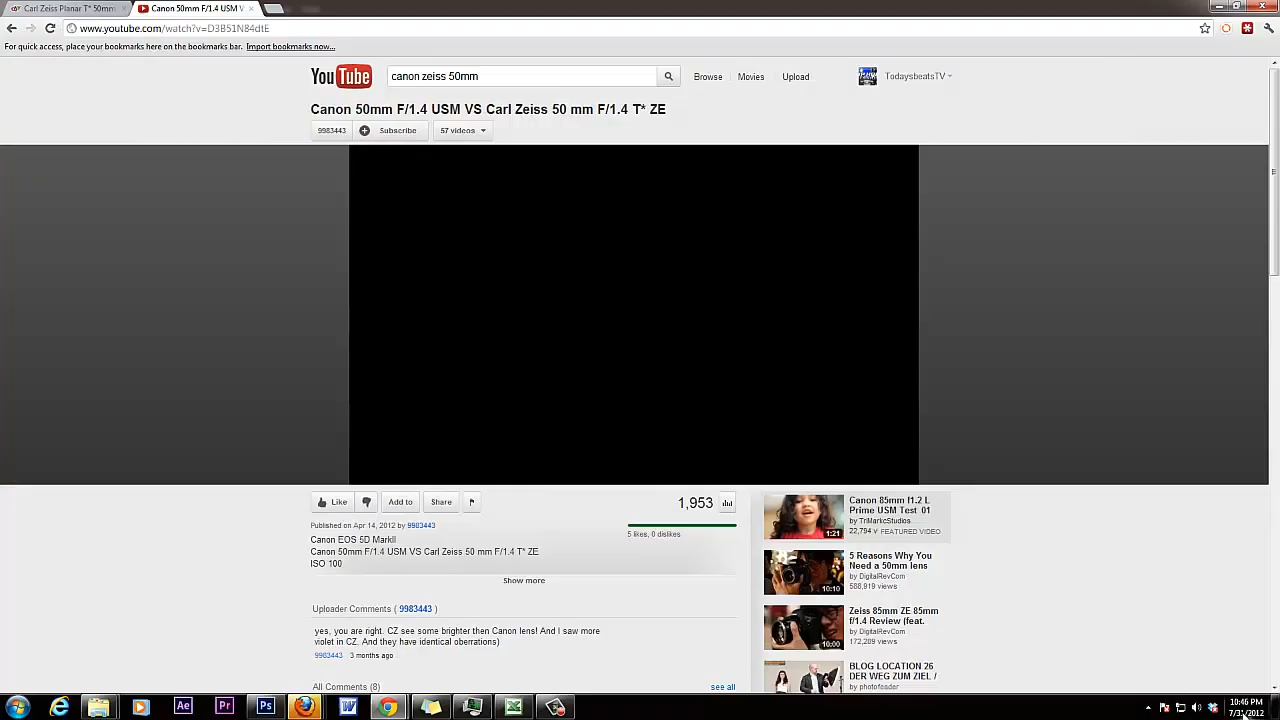 Carl Zeiss Planar T* 50mm
Canon 50mm F/1.4 USM V
www.youtube.com/watch?v=D3B51N84dtE
For quick access, place your bookmarks here on the bookmarks bar. Import bookmarks now...
YouTube
canon zeiss 50mm
Browse
Movies
Upload
TodaysbeatsTV
Canon 50mm F/1.4 USM VS Carl Zeiss 50 mm F/1.4 T* ZE
9983443
Subscribe
57 videos
Like
Add to
Share
1,953
Published on Apr 14, 2012 by 9983443
5 likes, 0 dislikes
Canon EOS 5D MarkII
Canon 50mm F/1.4 USM VS Carl Zeiss 50 mm F/1.4 T* ZE
ISO 100
Show more
Uploader Comments ( 9983443 )
yes, you are right. CZ see some brighter then Canon lens! And I saw more
violet in CZ. And they have identical oberrations)
9983443 3 months ago
All Comments (8)
see all
Canon 85mm f1.2 L
Prime USM Test 01
by TriMarkcStudios
22,794 v FEATURED VIDEO
1:21
5 Reasons Why You
Need a 50mm lens
by DigitalRevCom
588,919 views
10:10
Zeiss 85mm ZE 85mm
f/1.4 Review (feat.
by DigitalRevCom
172,289 views
10:00
BLOG LOCATION 26
DER WEG ZUM ZIEL /
by photofeader
Ae
Pr
Ps
W
10:46 PM
7/31/2012